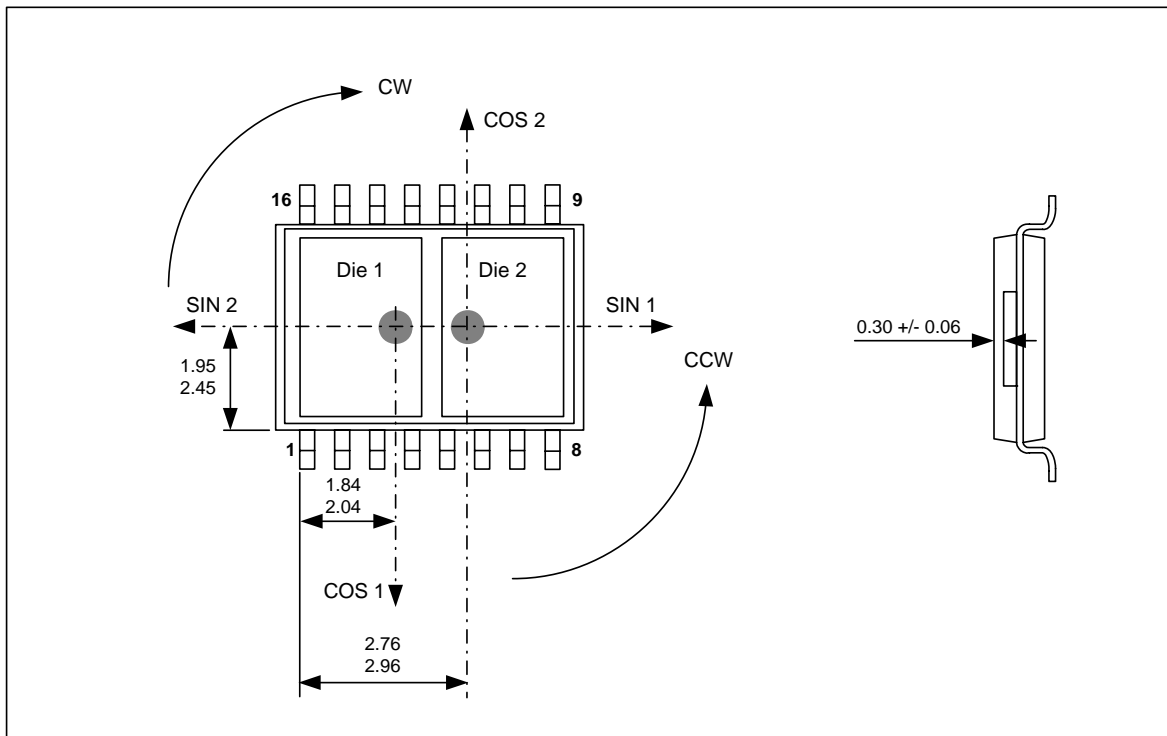 CW
COS 2
16
9
Die 1
Die 2
SIN 2
SIN 1
0.30 +/- 0.06
1.95
2.45
CCW
1
8
1.84
2.04
COS 1
2.76
2.96